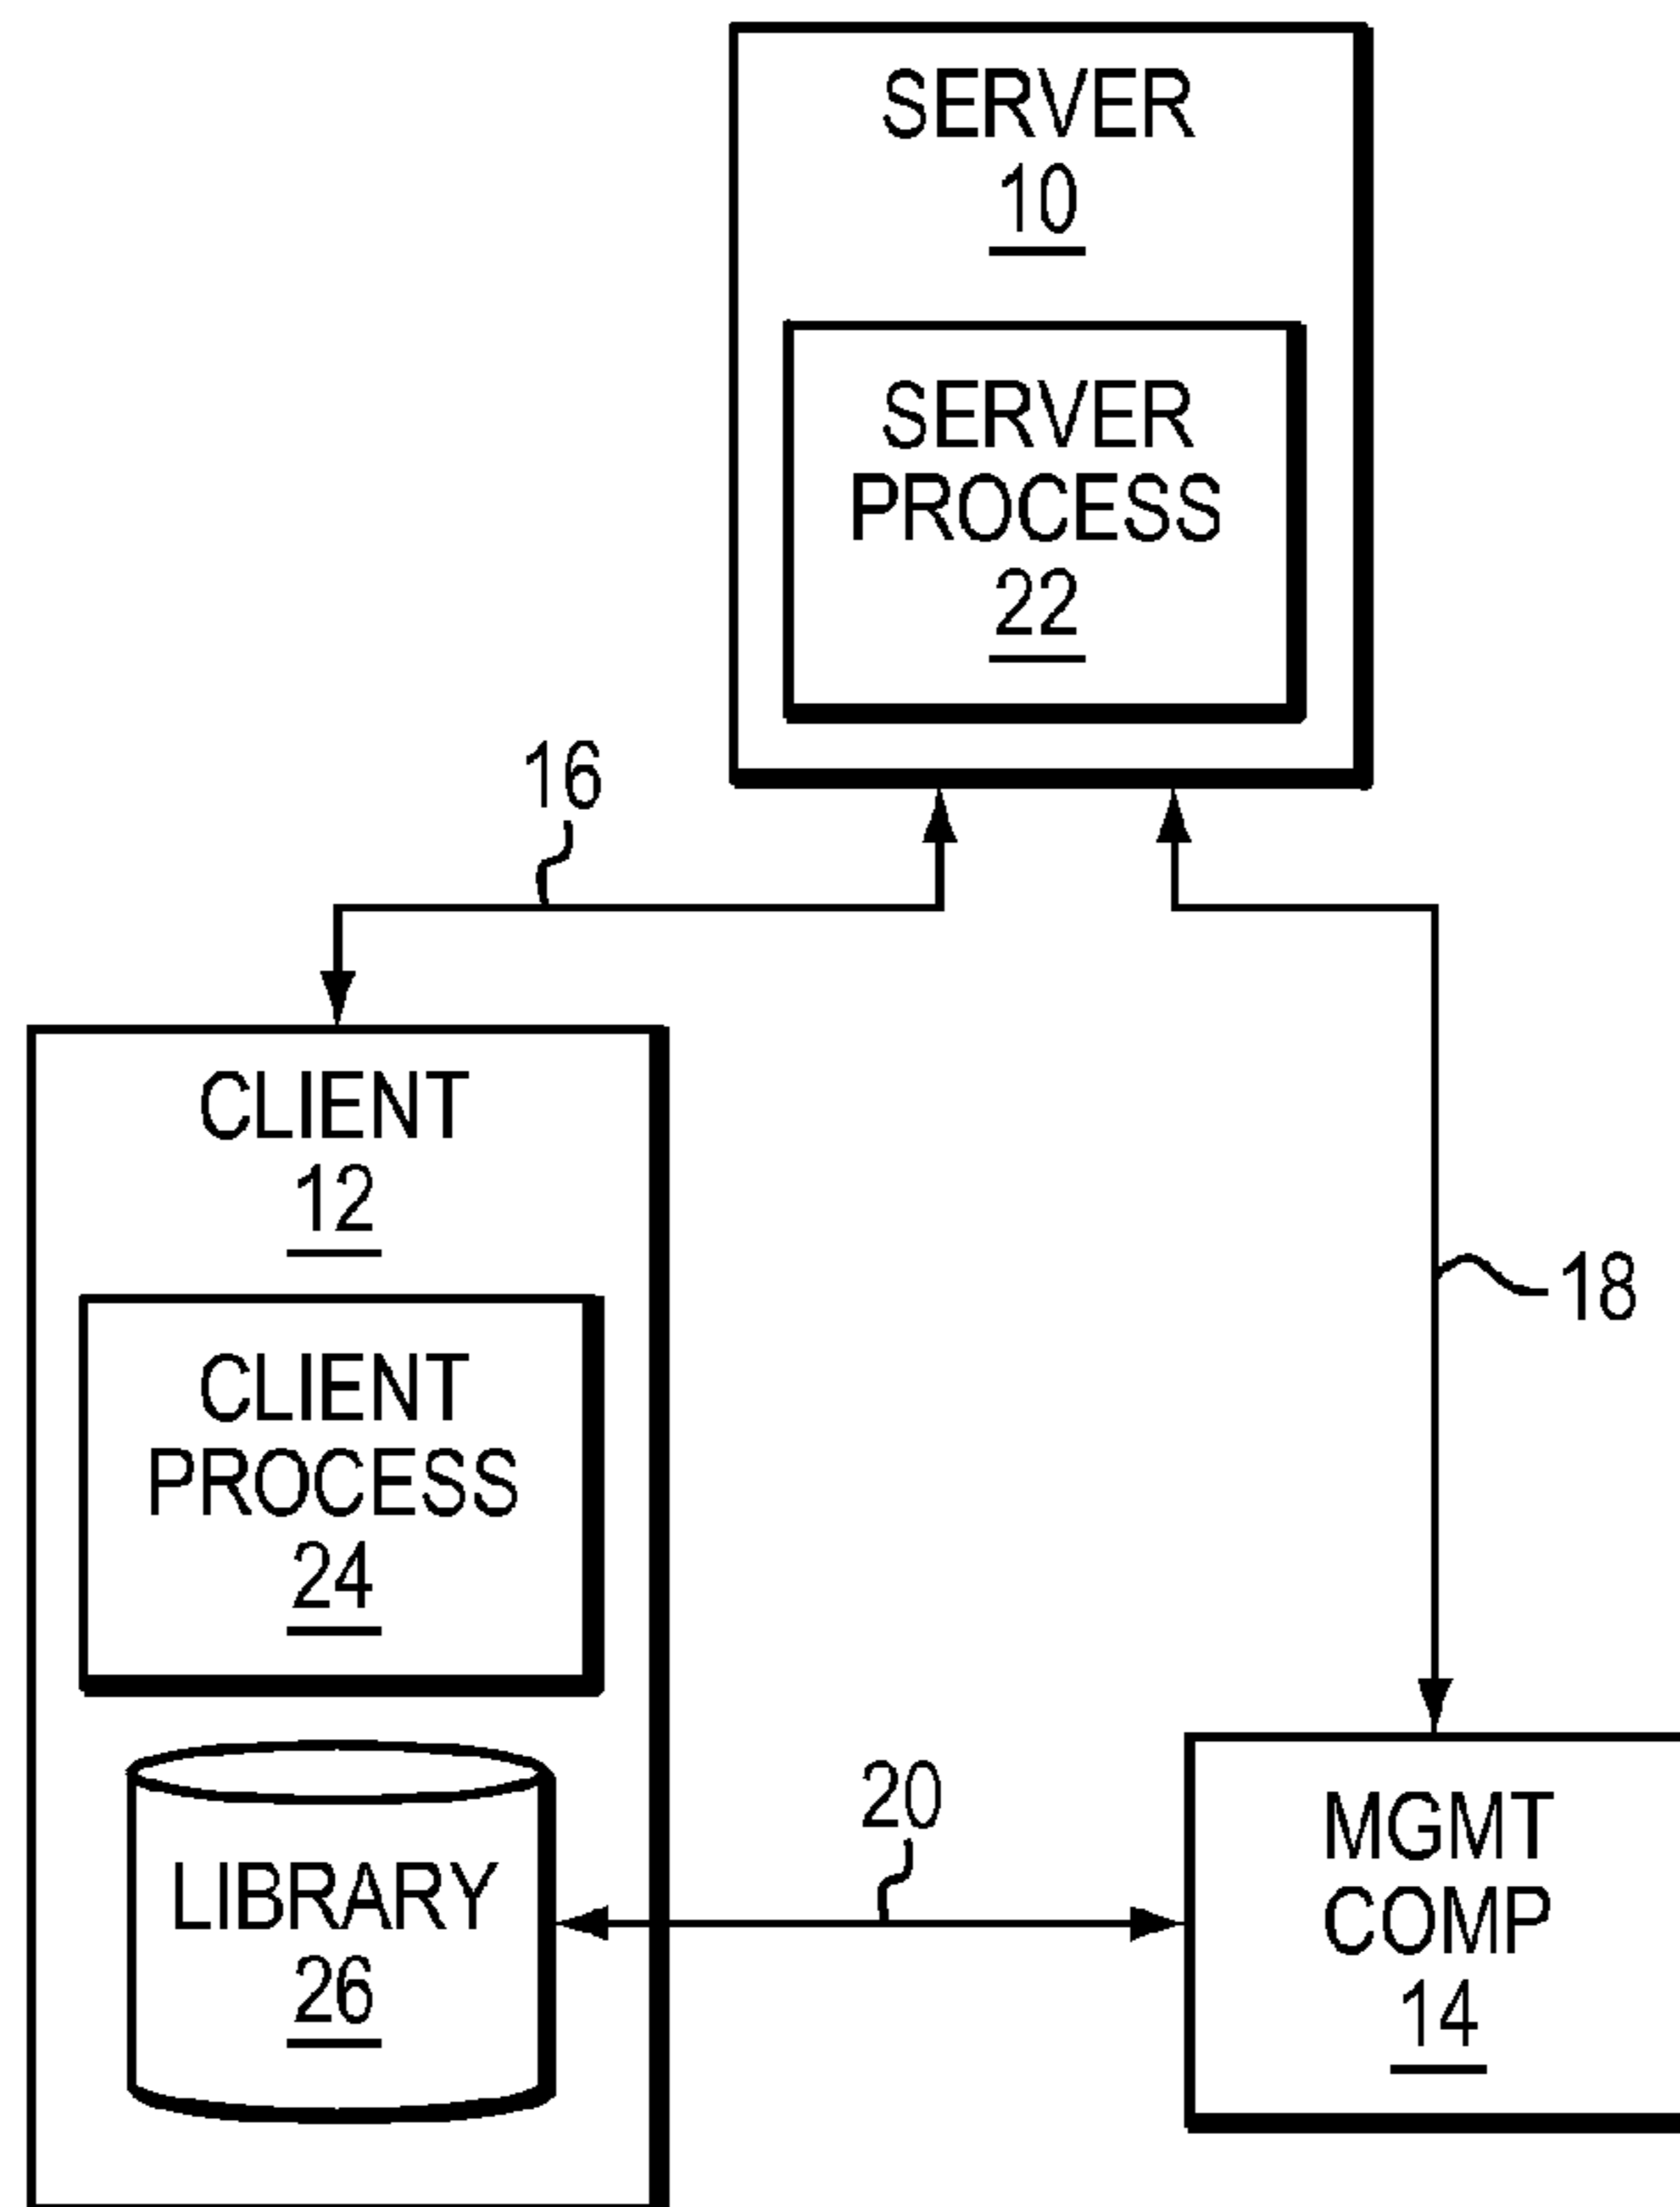 SERVER
10
SERVER
PROCESS
22
16
CLIENT
12
CLIENT
PROCESS
24
18
LIBRARY
26
20
MGMT
COMP
14